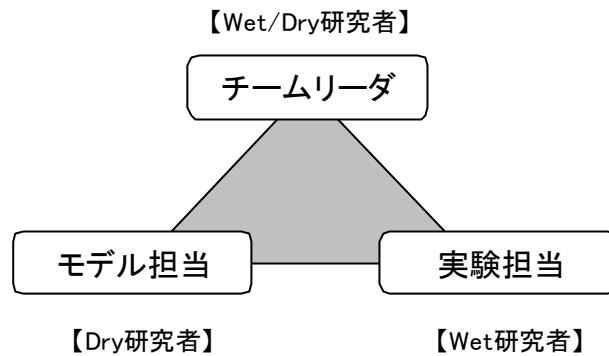 【Wet/Dry研究者】
チームリーダ
モデル担当
実験担当
【Dry研究者】
【Wet研究者】